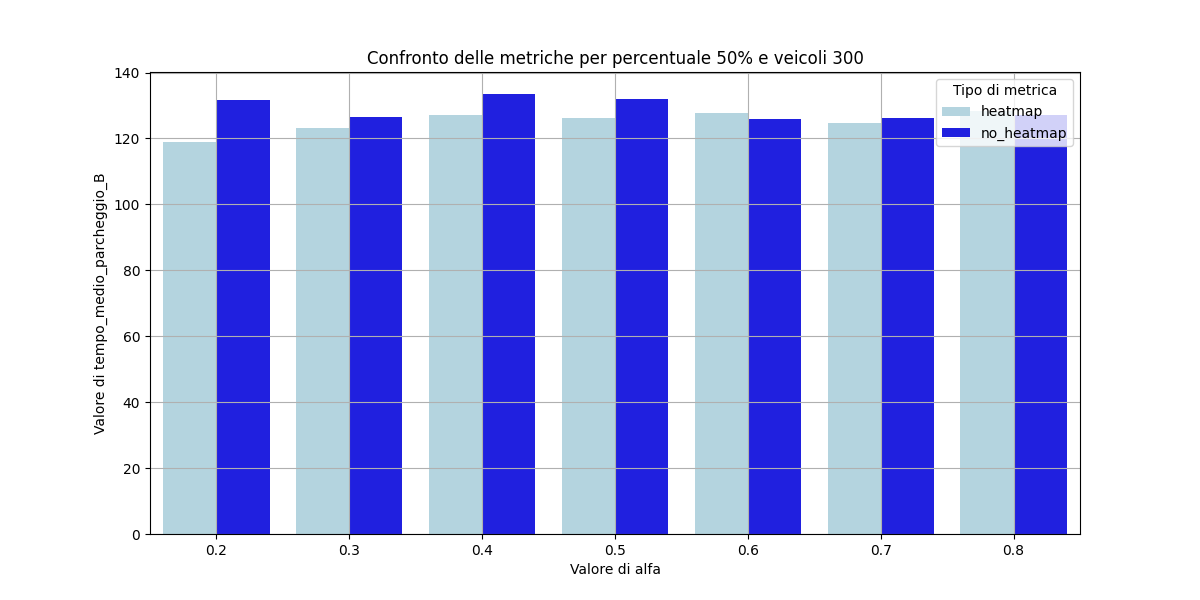 Confronto delle metriche per percentuale 50% e veicoli 300
Valore di tempo_medio_parcheggio_B
140
120
100
80
60
40
20
0
Tipo di metrica
heatmap
no_heatmap
0.2 0.3 0.4 0.5 0.6 0.7 0.8
Valore di alfa